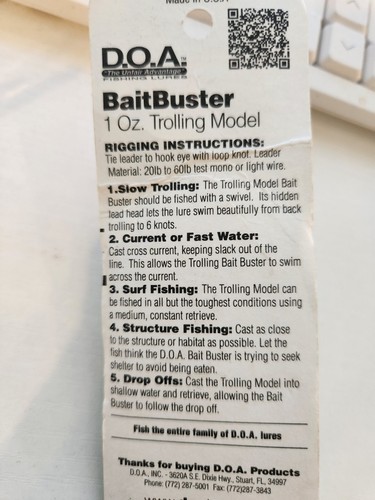 Made in U.S.A.
D.O.A.
The Unfair Advantage
FISHING LURES
BaitBuster
1 Oz. Trolling Model
RIGGING INSTRUCTIONS:
Tie leader to hook eye with loop knot. Leader
Material: 20lb to 60lb test mono or light wire.
1.Slow Trolling: The Trolling Model Bait
Buster should be fished with a swivel. Its hidden
lead head lets the lure swim beautifully from back
trolling to 6 knots.
2. Current or Fast Water:
Cast cross current, keeping slack out of the
line. This allows the Trolling Bait Buster to swim
across the current.
3. Surf Fishing: The Trolling Model can
be fished in all but the toughest conditions using
a medium, constant retrieve.
4. Structure Fishing: Cast as close
to the structure or habitat as possible. Let the
fish think the D.O.A. Bait Buster is trying to seek
shelter to avoid being eaten.
5. Drop Offs: Cast the Trolling Model into
shallow water and retrieve, allowing the Bait
Buster to follow the drop off.
Fish the entire family of D.O.A. lures
Thanks for buying D.O.A. Products
D.O.A., INC. - 3620A S.E. Dixie Hwy., Stuart, FL, 34997
Phone: (772) 287-5001 Fax: (772)287-3843